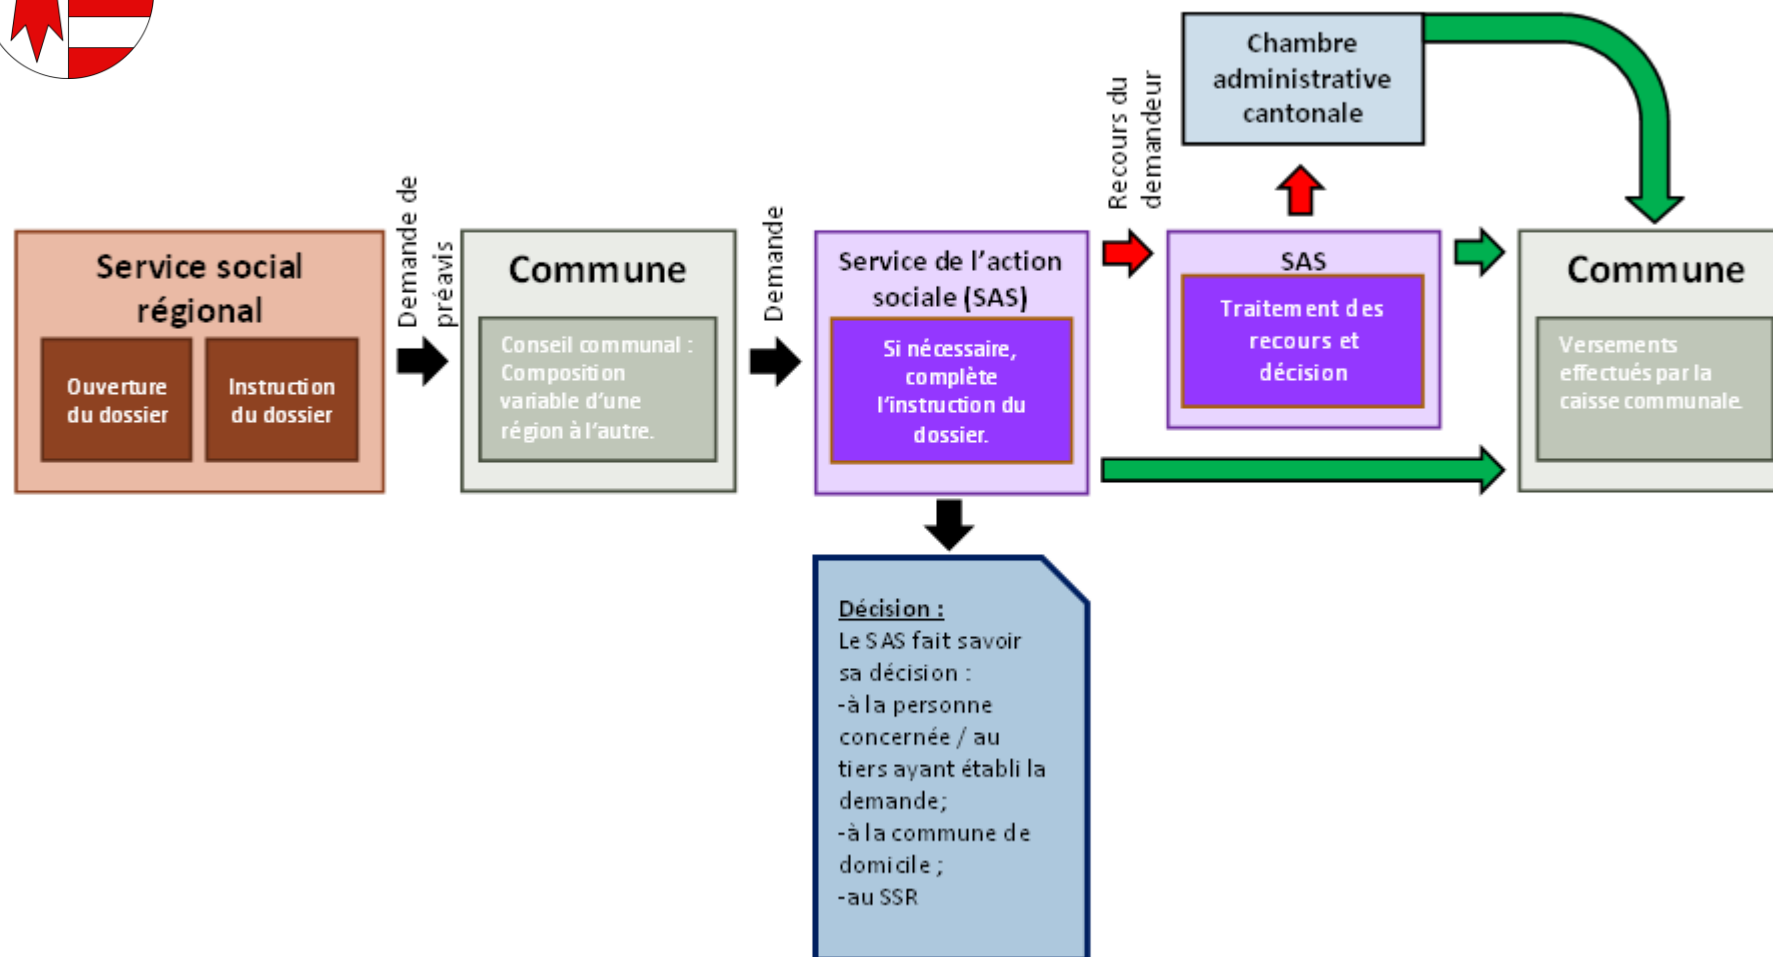 Service social
régional
Ouverture
du dossier
Instruction
du dossier
Demande de
préavis
Commune
Conseil communal :
Composition
variable d'une
région à l'autre.
Demande
Service de l'action
sociale (SAS)
Si nécessaire,
complète
l'instruction du
dossier.
Décision :
Le SAS fait savoir
sa décision :
-à la personne
concernée / au
tiers ayant établi la
demande;
-à la commune de
domicile ;
-au SSR
Recours du
demandeur
SAS
Traitement des
recours et
décision
Chambre
administrative
cantonale
Commune
Versements
effectués par la
caisse communale.